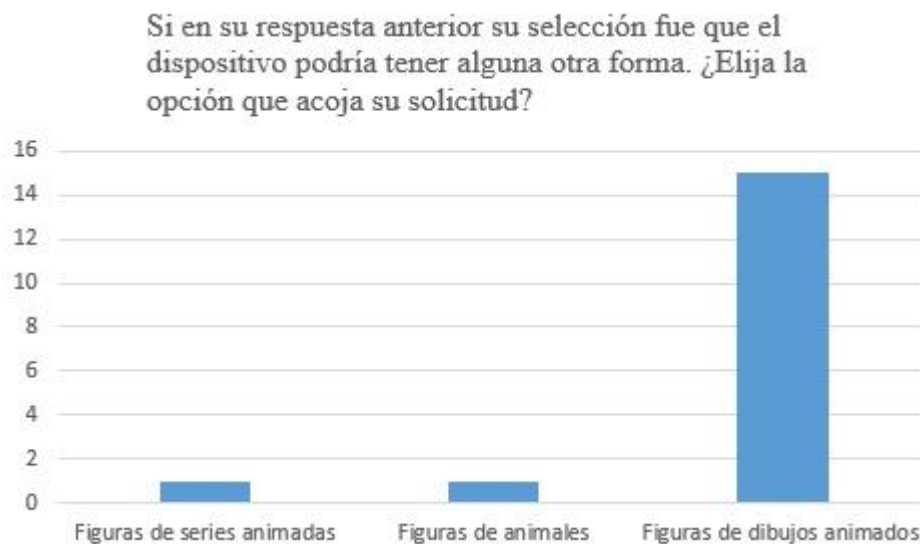 Si en su respuesta anterior su selección fue que el
dispositivo podría tener alguna otra forma. ¿Elija la
opción que acoja su solicitud?
16
14
12
10
8
6
4
2
0
Figuras de series animadas
Figuras de animales
Figuras de dibujos animados